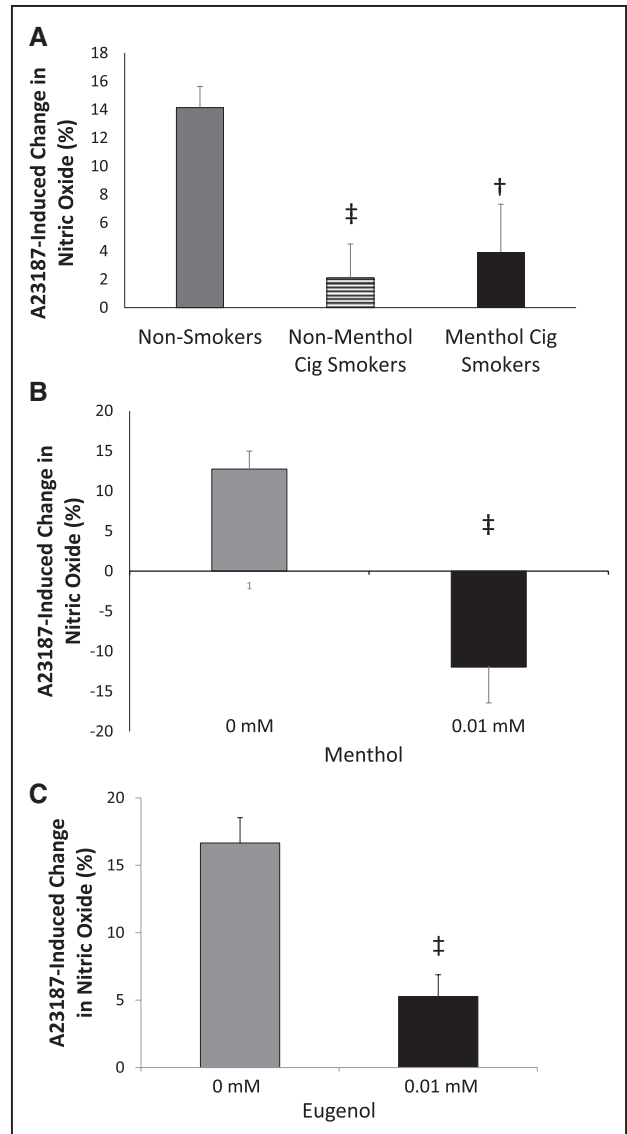 A
A23187-Induced Change in
Nitric Oxide (%)
18
16
14
12
10
8
6
4
2
0
‡
†
Non-Smokers
Non-Menthol
Cig Smokers
Menthol Cig
Smokers
B
A23187-Induced Change in
Nitric Oxide (%)
20
15
10
5
0
-5
-10
-15
-20
1
‡
0 mM
0.01 mM
Menthol
C
A23187-Induced Change
in Nitric Oxide (%)
20
15
10
5
0
‡
0 mM
0.01 mM
Eugenol